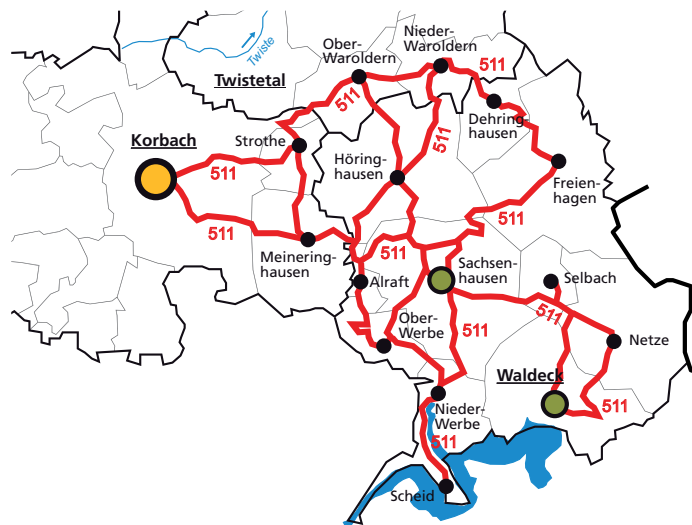 Ober-
Waroldern
Nieder-
Waroldern
Twiste
Twistetal
511
511
511
Dehring-
hausen
Korbach
Strothe
Höring-
hausen
511
Freien-
hagen
511
511
511
Meinering-
hausen
Sachsen-
hausen
Alraft
Selbach
Ober-
Werbe
511
511
Netze
Waldeck
Nieder-
Werbe
511
511
Scheid